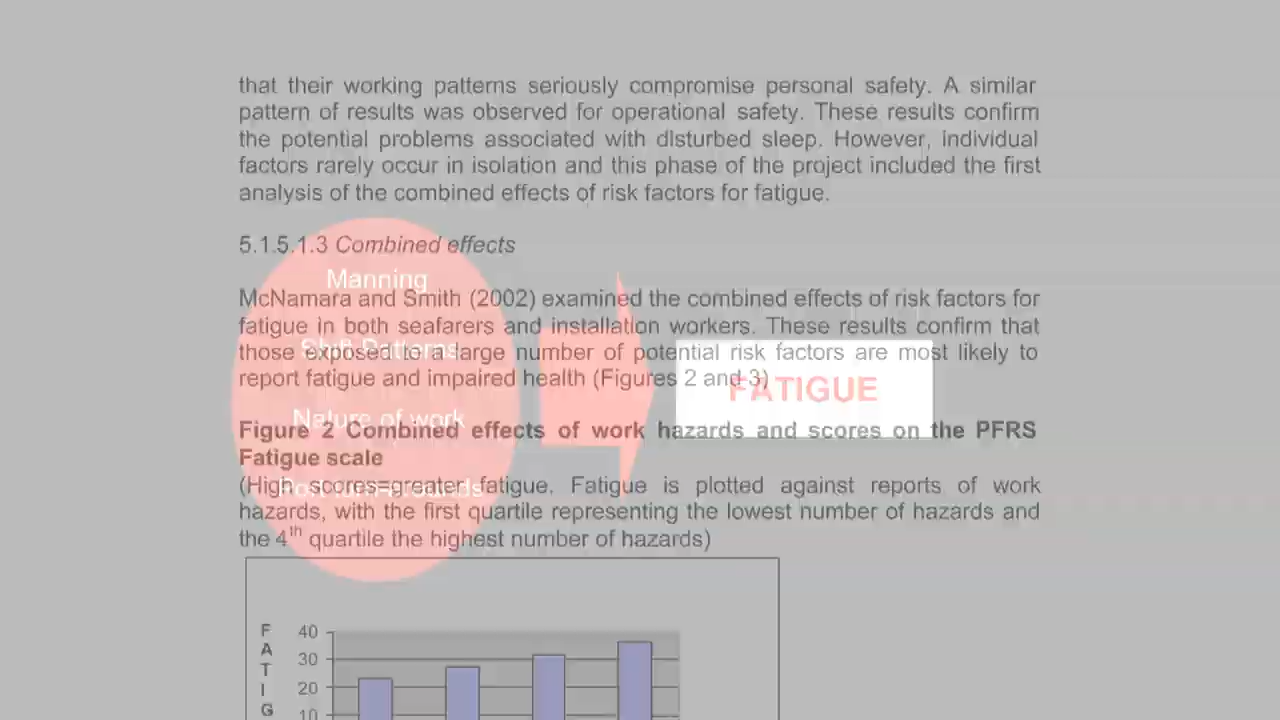 that their working patterns seriously compromise personal safety. A similar
pattern of results was observed for operational safety. These results confirm
the potential problems associated with disturbed sleep. However, individual
factors rarely occur in isolation and this phase of the project included the first
analysis of the combined effects of risk factors for fatigue.
5.1.5.1.3 Combined effects
Manning
McNamara and Smith (2002) examined the combined effects of risk factors for
fatigue in both seafarers and installation workers. These results confirm that
Shift Patterns
those exposed to a large number of potential risk factors are most likely to
report fatigue and impaired health (Figures 2 and 3)
FATIGUE
Nature of work
Figure 2 Combined effects of work hazards and scores on the PFRS
Fatigue scale
(High scores=greater fatigue. Fatigue is plotted against reports of work
Port turn-arounds
hazards, with the first quartile representing the lowest number of hazards and
the 4th quartile the highest number of hazards)
F
A
T
I
G
40
30
20
10